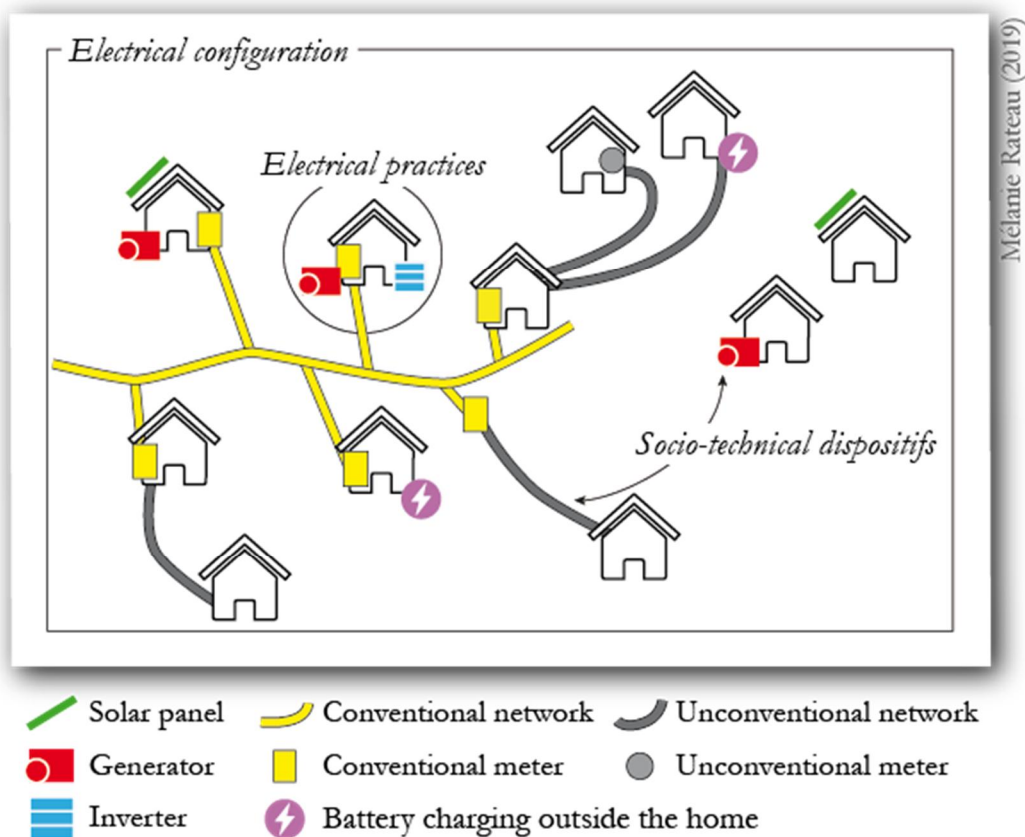 Electrical configuration
Mélanie Rateau (2019)
Electrical practices
Socio-technical dispositifs
Solar panel
Conventional network
Unconventional network
Generator
Conventional meter
Unconventional meter
Inverter
Battery charging outside the home